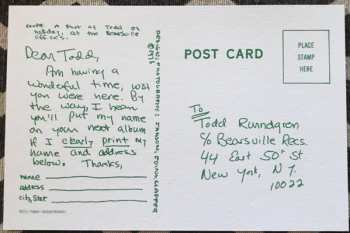 Dear Todd,
Am having a
wonderful time, wish
you were here. By
the way, I hear
you'll put my name
on your next album
if I clearly print my
name and address
below. Thanks,
name
address
city, State
POST CARD
PLACE
STAMP
HERE
To
Todd Rundgren
c/o Bearsville Recs.
44 East 50th St
New York, N.Y.
10022